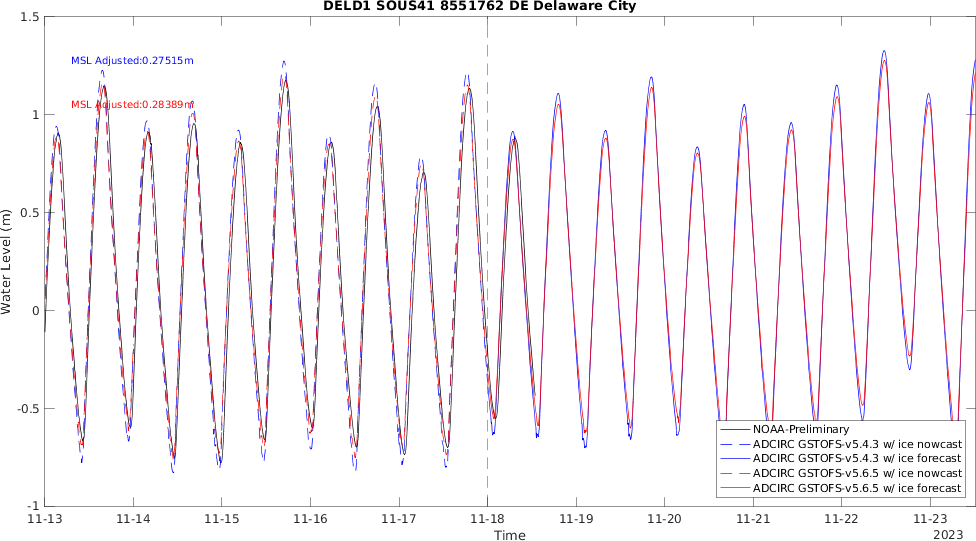 DELD1 SOUS41 8551762 DE Delaware City
1.5
MSL Adjusted:0.27515m
MSL Adjusted:0.28389m
1
0.5
0
-0.5
-1
Water Level (m)
NOAA-Preliminary
ADCIRC GSTOFS-v5.4.3 w/ ice nowcast
ADCIRC GSTOFS-v5.4.3 w/ ice forecast
ADCIRC GSTOFS-v5.6.5 w/ ice nowcast
ADCIRC GSTOFS-v5.6.5 w/ ice forecast
11-13 11-14 11-15 11-16 11-17 11-18 11-19 11-20 11-21 11-22 11-23
Time
2023